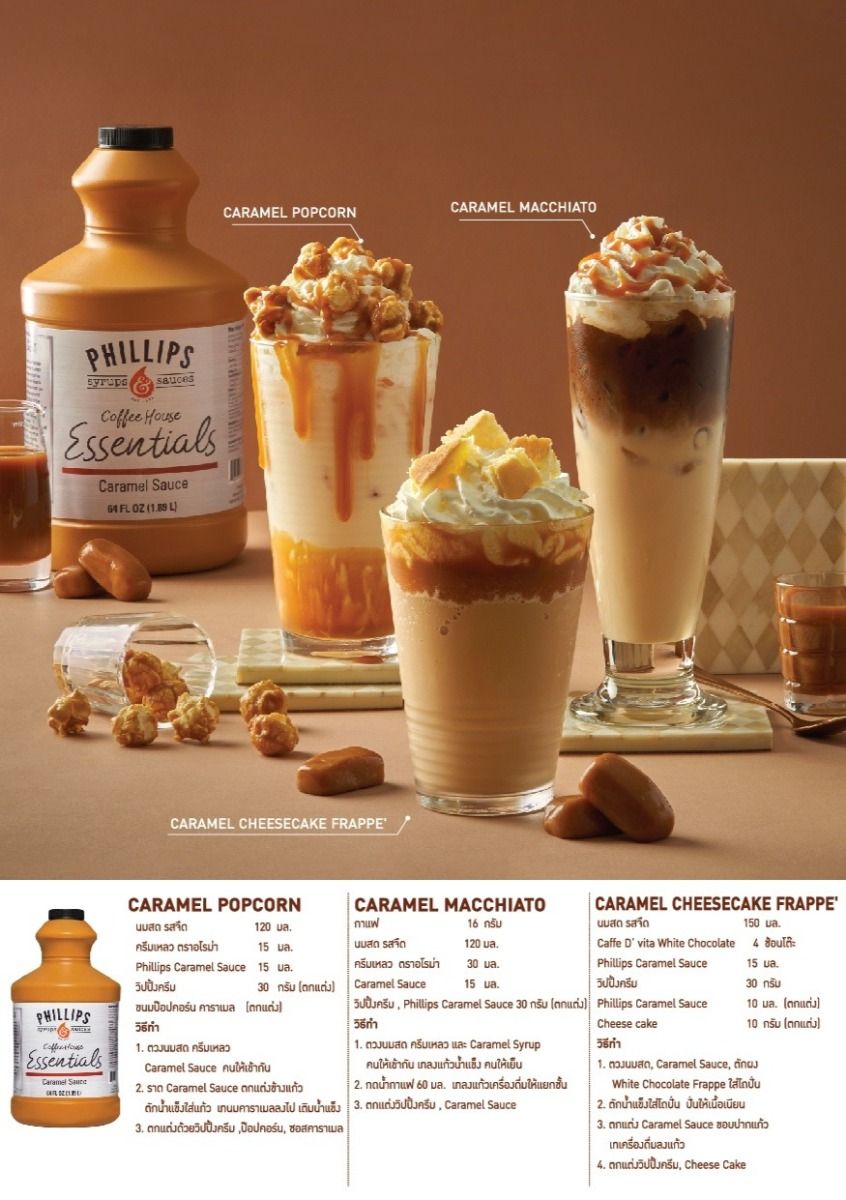 CARAMEL POPCORN
CARAMEL MACCHIATO
PHILLIPS
syrups & sauces
Coffee House
Essentials
Caramel Sauce
64 FL OZ (1.89 L)
CARAMEL CHEESECAKE FRAPPE'
CARAMEL POPCORN
นมสด รสจืด 120 มล.
ครีมเหลว ตราอโรม่า 15 มล.
Phillips Caramel Sauce 15 มล.
วิปปิ้งครีม 30 กรัม (ตกแต่ง)
ขนมป๊อปคอร์น คาราเมล (ตกแต่ง)
วิธีทำ
1. ตวงนมสด ครีมเหลว
Caramel Sauce คนให้เข้ากัน
2. ราด Caramel Sauce ตกแต่งข้างแก้ว
ตักน้ำแข็งใส่แก้ว เทนมคาราเมลลงไป เติมน้ำแข็ง
3. ตกแต่งด้วยวิปปิ้งครีม ,ป๊อปคอร์น, ซอสคาราเมล
CARAMEL MACCHIATO
กาแฟ 16 กรัม
นมสด รสจืด 120 มล.
ครีมเหลว ตราอโรม่า 30 มล.
Caramel Sauce 15 มล.
วิปปิ้งครีม , Phillips Caramel Sauce 30 กรัม (ตกแต่ง)
วิธีทำ
1. ตวงนมสด ครีมเหลว และ Caramel Syrup
คนให้เข้ากัน เทลงแก้วน้ำแข็ง คนให้เย็น
2. กดน้ำกาแฟ 60 มล. เทลงแก้วเครื่องดื่มให้แยกชั้น
3. ตกแต่งวิปปิ้งครีม , Caramel Sauce
CARAMEL CHEESECAKE FRAPPE'
นมสด รสจืด 150 มล.
Caffe D' vita White Chocolate 4 ช้อนโต๊ะ
Phillips Caramel Sauce 15 มล.
วิปปิ้งครีม 30 กรัม
Phillips Caramel Sauce 10 มล. (ตกแต่ง)
Cheese cake 10 กรัม (ตกแต่ง)
วิธีทำ
1. ตวงนมสด, Caramel Sauce, ตักผง
White Chocolate Frappe ใส่โถปั่น
2. ตักน้ำแข็งใส่โถปั่น ปั่นให้เนื้อเนียน
3. ตกแต่ง Caramel Sauce ขอบปากแก้ว
เทเครื่องดื่มลงแก้ว
4. ตกแต่งวิปปิ้งครีม, Cheese Cake
PHILLIPS
syrups & sauces
Coffee House
Essentials
Caramel Sauce
64 FL OZ (1.89 L)